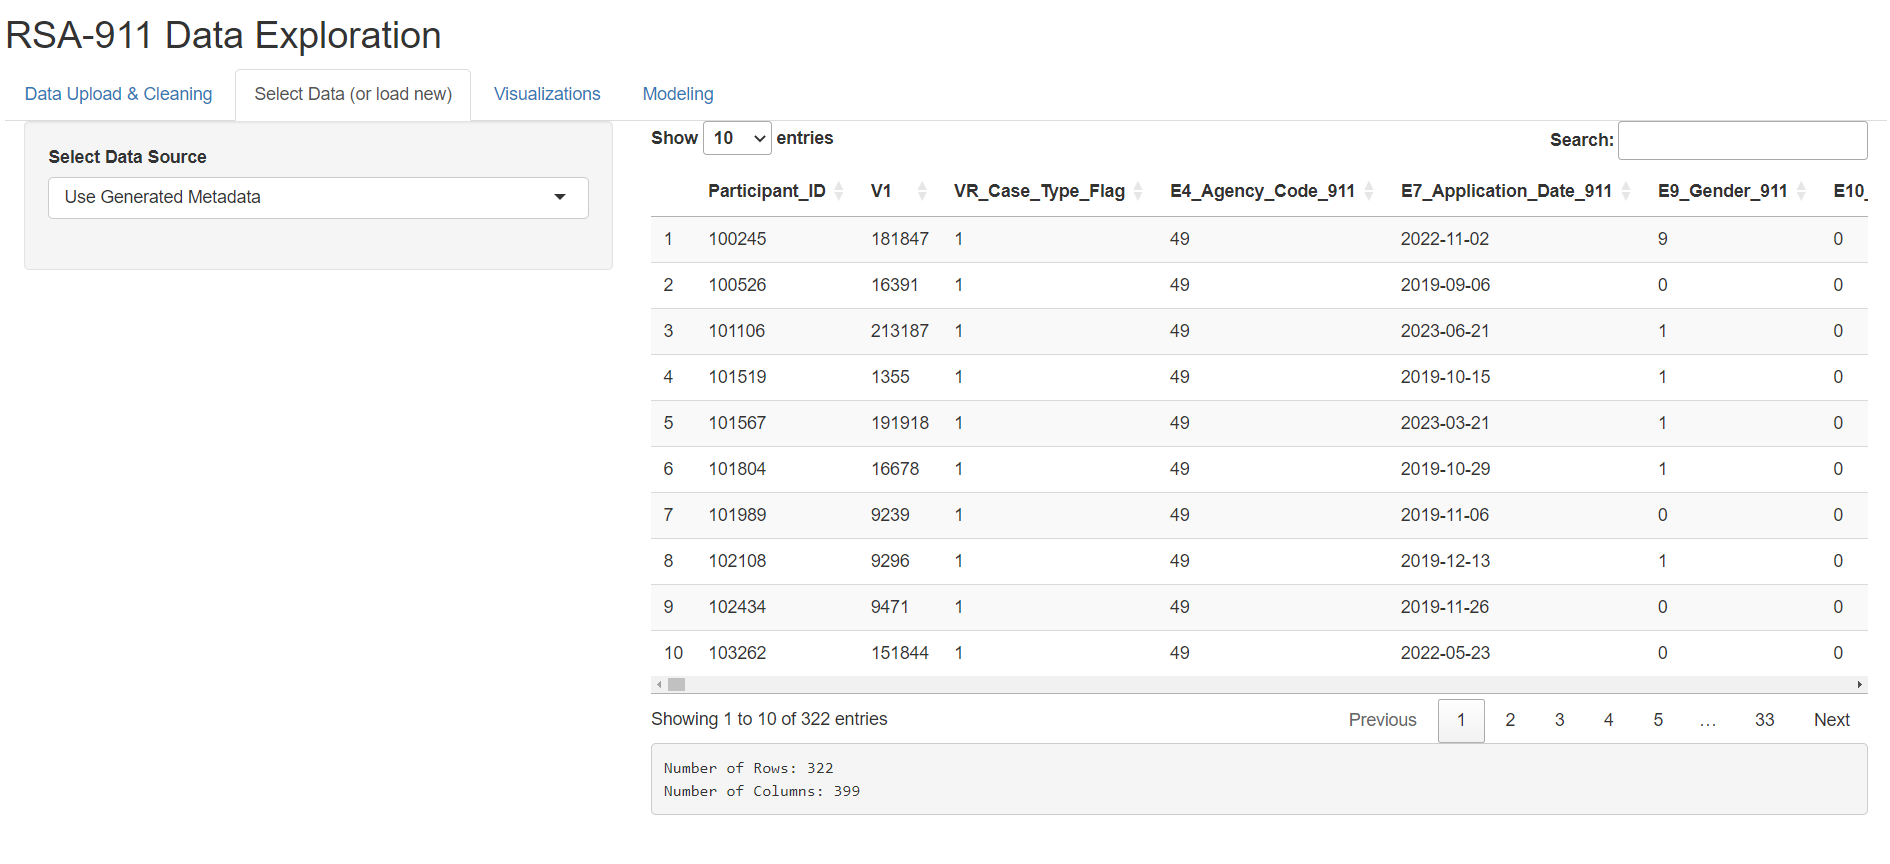 RSA-911 Data Exploration
Data Upload & Cleaning Select Data (or load new) Visualizations Modeling
Select Data Source
Use Generated Metadata
Show 10 entries Search:
Participant_ID V1 VR_Case_Type_Flag E4_Agency_Code_911 E7_Application_Date_911 E9_Gender_911 E10_
1 100245 181847 1 49 2022-11-02 9 0
2 100526 16391 1 49 2019-09-06 0 0
3 101106 213187 1 49 2023-06-21 1 0
4 101519 1355 1 49 2019-10-15 1 0
5 101567 191918 1 49 2023-03-21 1 0
6 101804 16678 1 49 2019-10-29 1 0
7 101989 9239 1 49 2019-11-06 0 0
8 102108 9296 1 49 2019-12-13 1 0
9 102434 9471 1 49 2019-11-26 0 0
10 103262 151844 1 49 2022-05-23 0 0
Showing 1 to 10 of 322 entries Previous 1 2 3 4 5 … 33 Next
Number of Rows: 322
Number of Columns: 399